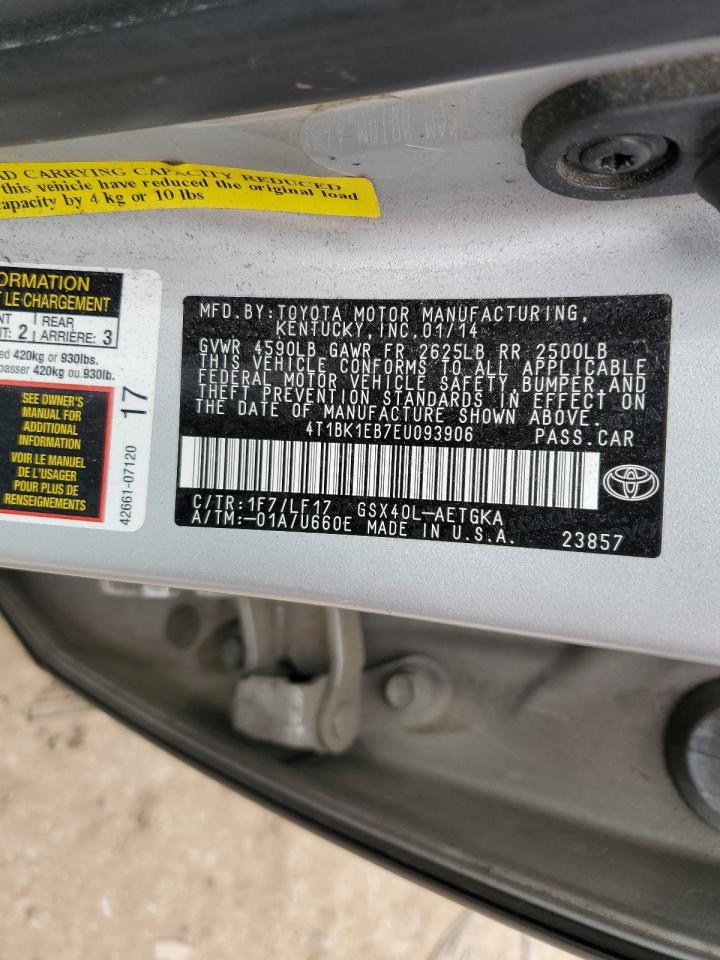 AD CARRYING CAPACITY REDUCED
this vehicle have reduced the original load
capacity by 4 kg or 10 lbs
ORMATION
LE CHARGEMENT
NT : 2 REAR ARRIÈRE : 3
ed 420kg or 930lbs.
passer 420kg ou 930lb.
SEE OWNER'S
MANUAL FOR
ADDITIONAL
INFORMATION
VOIR LE MANUEL
DE L'USAGER
POUR PLUS DE
RENSEIGNEMENTS
17
42661-07120
MFD.BY:TOYOTA MOTOR MANUFACTURING,
KENTUCKY,INC.01/14
GVWR 4590LB GAWR FR 2625LB RR 2500LB
THIS VEHICLE CONFORMS TO ALL APPLICABLE
FEDERAL MOTOR VEHICLE SAFETY,BUMPER,AND
THEFT PREVENTION STANDARDS IN EFFECT ON
THE DATE OF MANUFACTURE SHOWN ABOVE.
4T1BK1EB7EU093906 PASS.CAR
C/TR:1F7/LF17 GSX40L-AETGKA
A/TM:-01A/U660E MADE IN U.S.A. 23857